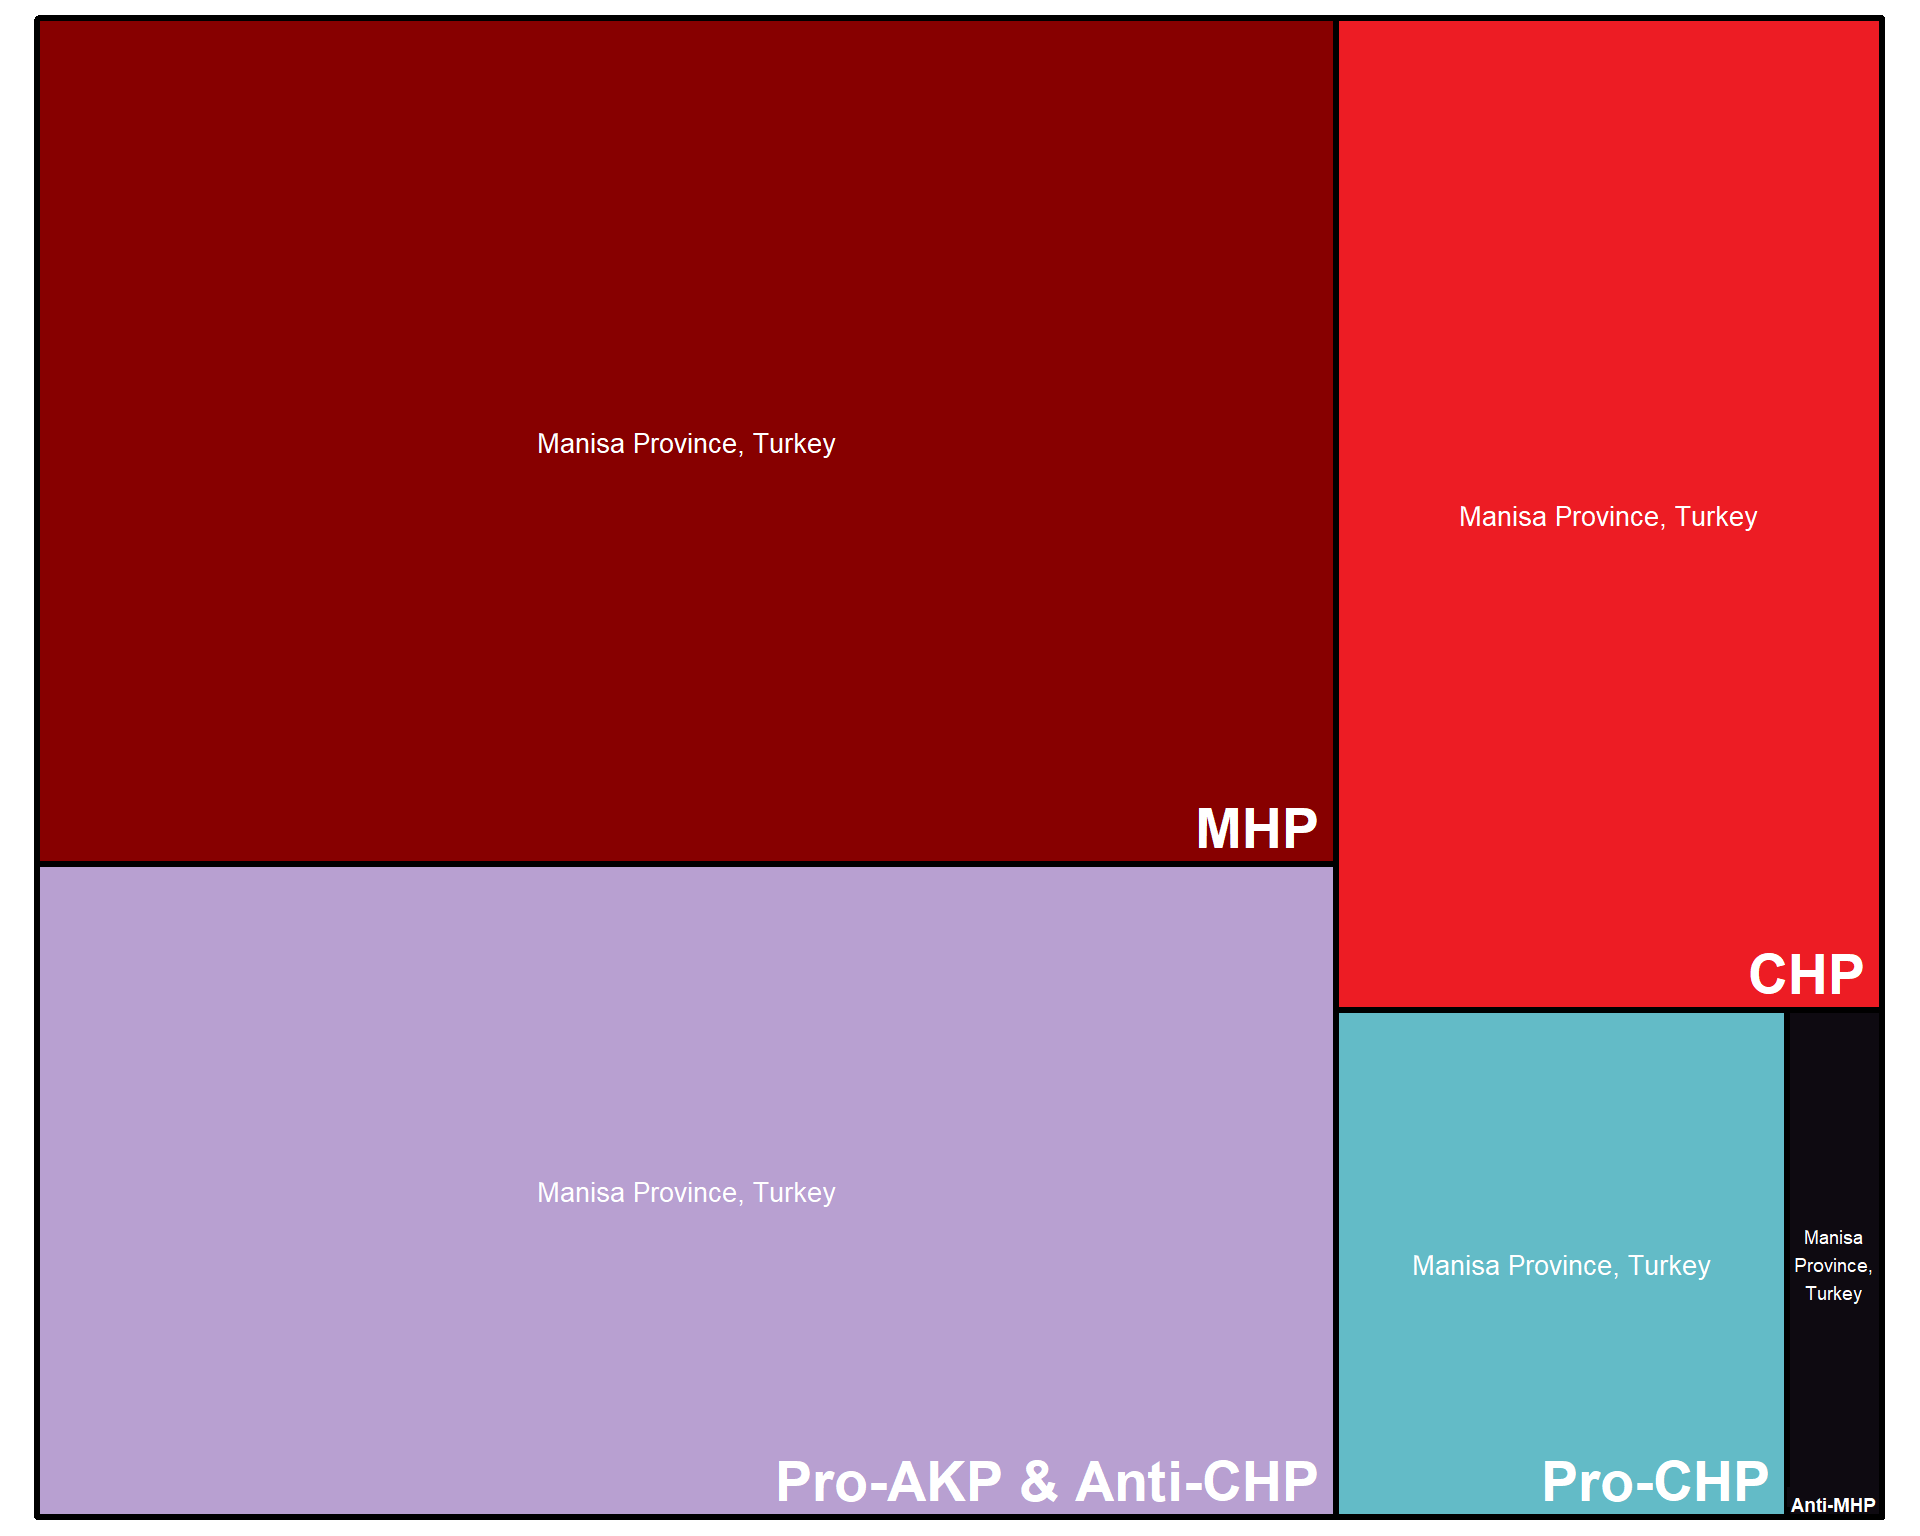 Manisa Province, Turkey
MHP
Manisa Province, Turkey
CHP
Manisa Province, Turkey
Pro-AKP & Anti-CHP
Manisa Province, Turkey
Pro-CHP
Manisa
Province,
Turkey
Anti-MHP